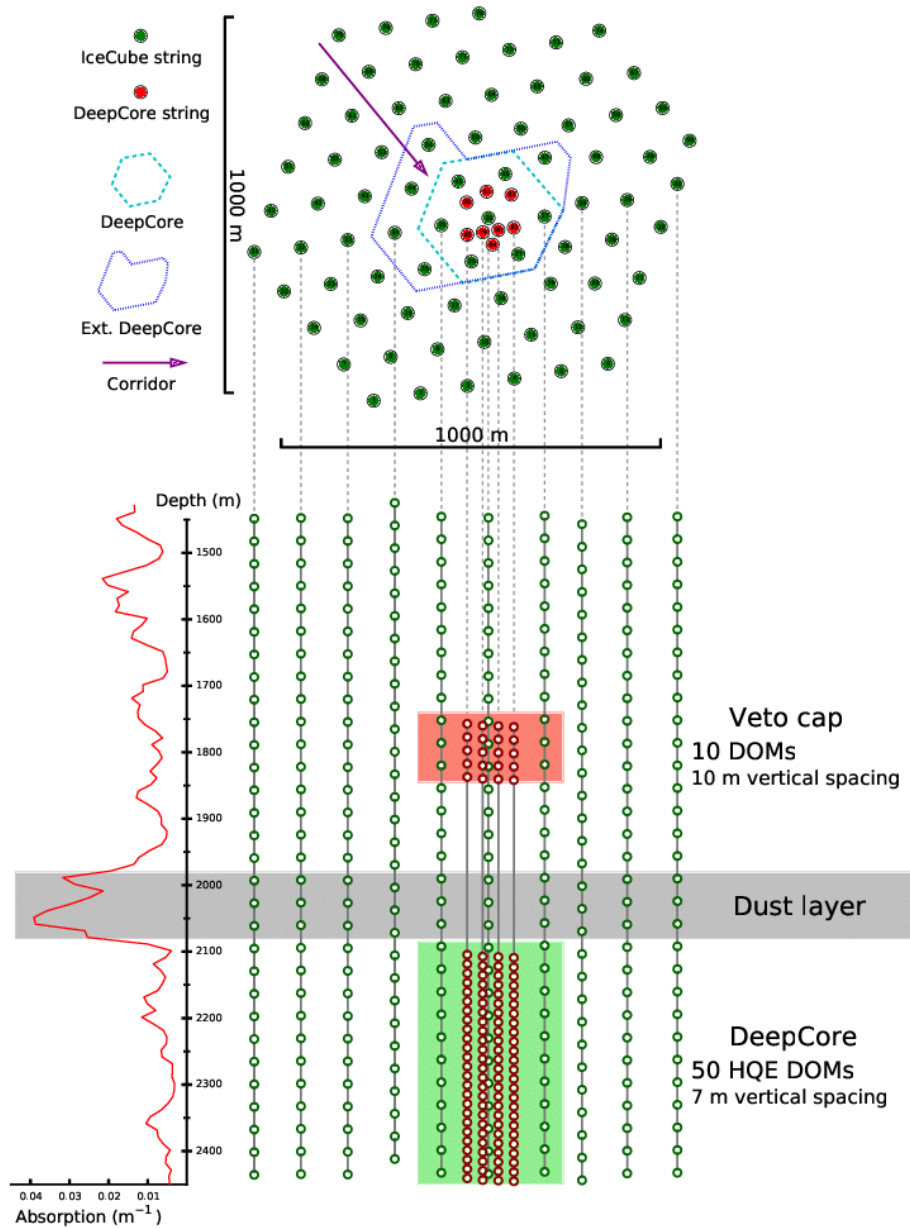 IceCube string
DeepCore string
DeepCore
Ext. DeepCore
Corridor
1000 m
1000 m
Depth (m)
1500
1600
1700
1800
1900
2000
2100
2200
2300
2400
Veto cap
10 DOMs
10 m vertical spacing
Dust layer
DeepCore
50 HQE DOMs
7 m vertical spacing
0.04 0.03 0.02 0.01
Absorption (m⁻¹)